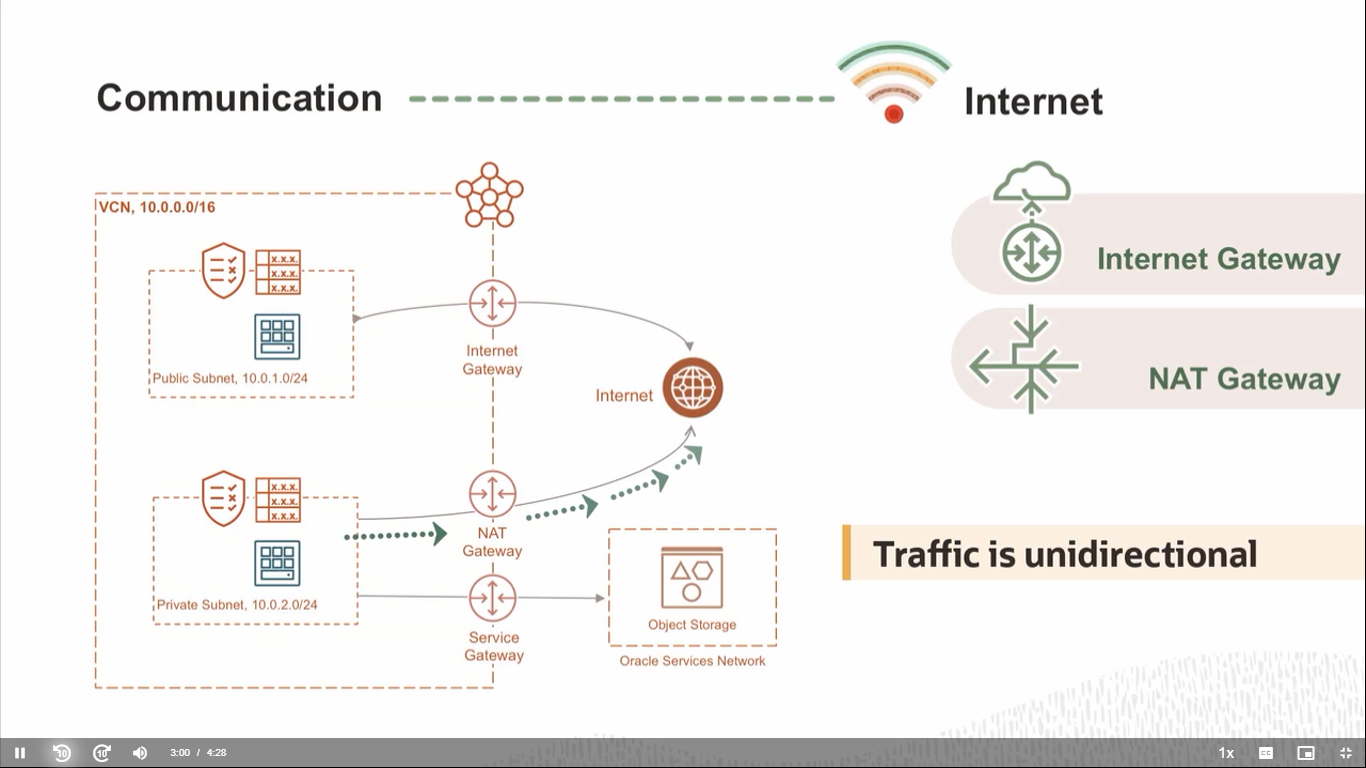 Communication
Internet
VCN, 10.0.0.0/16
x.x.x.
x.x.x.
x.x.x.
Public Subnet, 10.0.1.0/24
Internet
Gateway
Internet
Internet Gateway
NAT Gateway
x.x.x.
x.x.x.
x.x.x.
Private Subnet, 10.0.2.0/24
NAT
Gateway
Service
Gateway
Object Storage
Oracle Services Network
Traffic is unidirectional
10
10
3:00 / 4:28
1x
CC